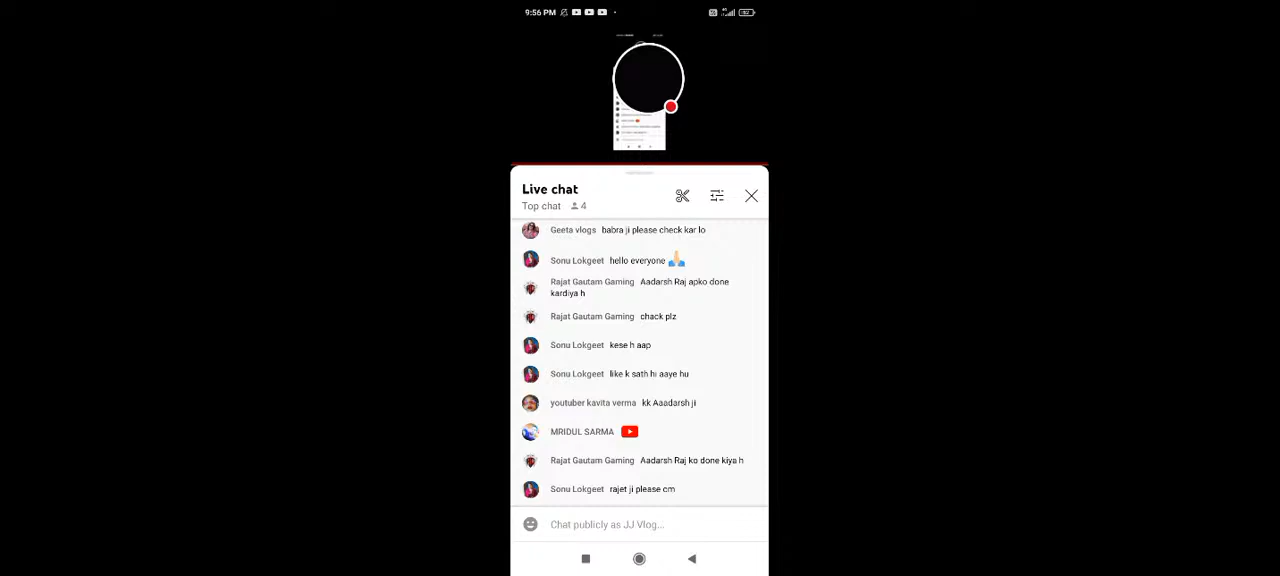 9:56 PM
Live chat
Top chat 4
Geeta vlogs babra ji please check kar lo
Sonu Lokgeet hello everyone 🙏
Rajat Gautam Gaming Aadarsh Raj apko done
kardiya h
Rajat Gautam Gaming chack plz
Sonu Lokgeet kese h aap
Sonu Lokgeet like k sath hi aaye hu
youtuber kavita verma kk Aaadarsh ji
MRIDUL SARMA
Rajat Gautam Gaming Aadarsh Raj ko done kiya h
Sonu Lokgeet rajet ji please cm
Chat publicly as JJ Vlog...